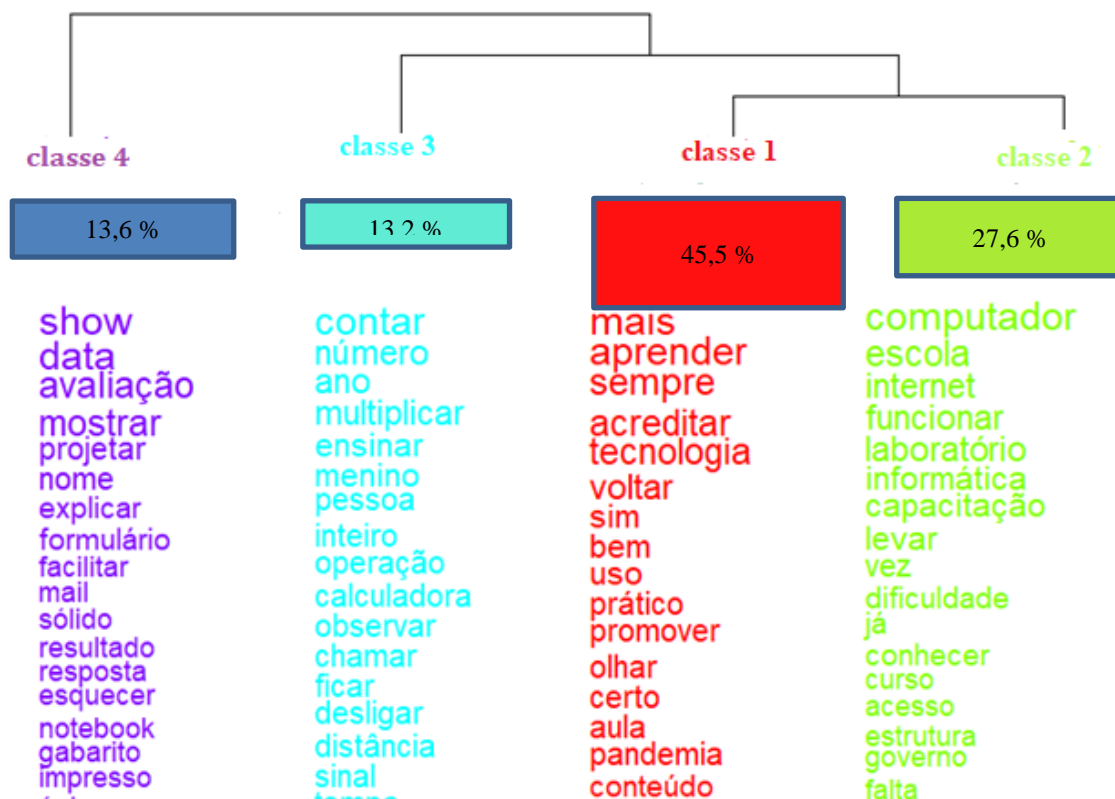 classe 4
13,6 %
show
data
avaliação
mostrar
projetar
nome
explicar
formulário
facilitar
mail
sólido
resultado
resposta
esquecer
notebook
gabarito
impresso
classe 3
13,2 %
contar
número
ano
multiplicar
ensinar
menino
pessoa
inteiro
operação
calculadora
observar
chamar
ficar
desligar
distância
sinal
classe 1
45,5 %
mais
aprender
sempre
acreditar
tecnologia
voltar
sim
bem
uso
prático
promover
olhar
certo
aula
pandemia
conteúdo
classe 2
27,6 %
computador
escola
internet
funcionar
laboratório
informática
capacitação
levar
vez
dificuldade
já
conhecer
curso
acesso
estrutura
governo
falta